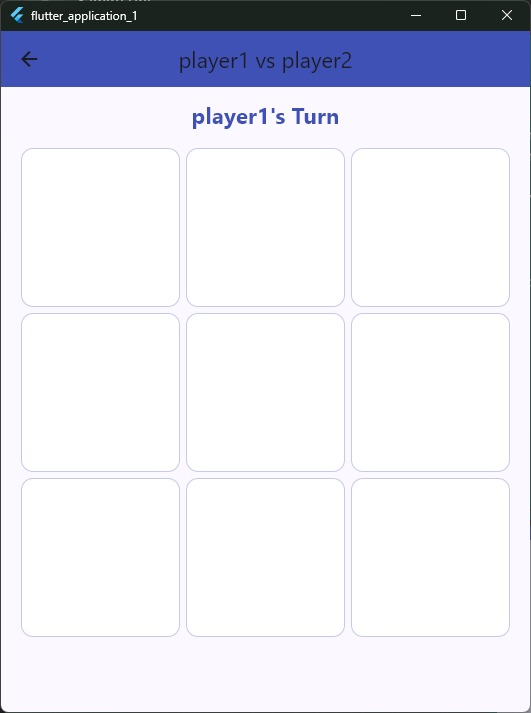 flutter_application_1
player1 vs player2
player1's Turn